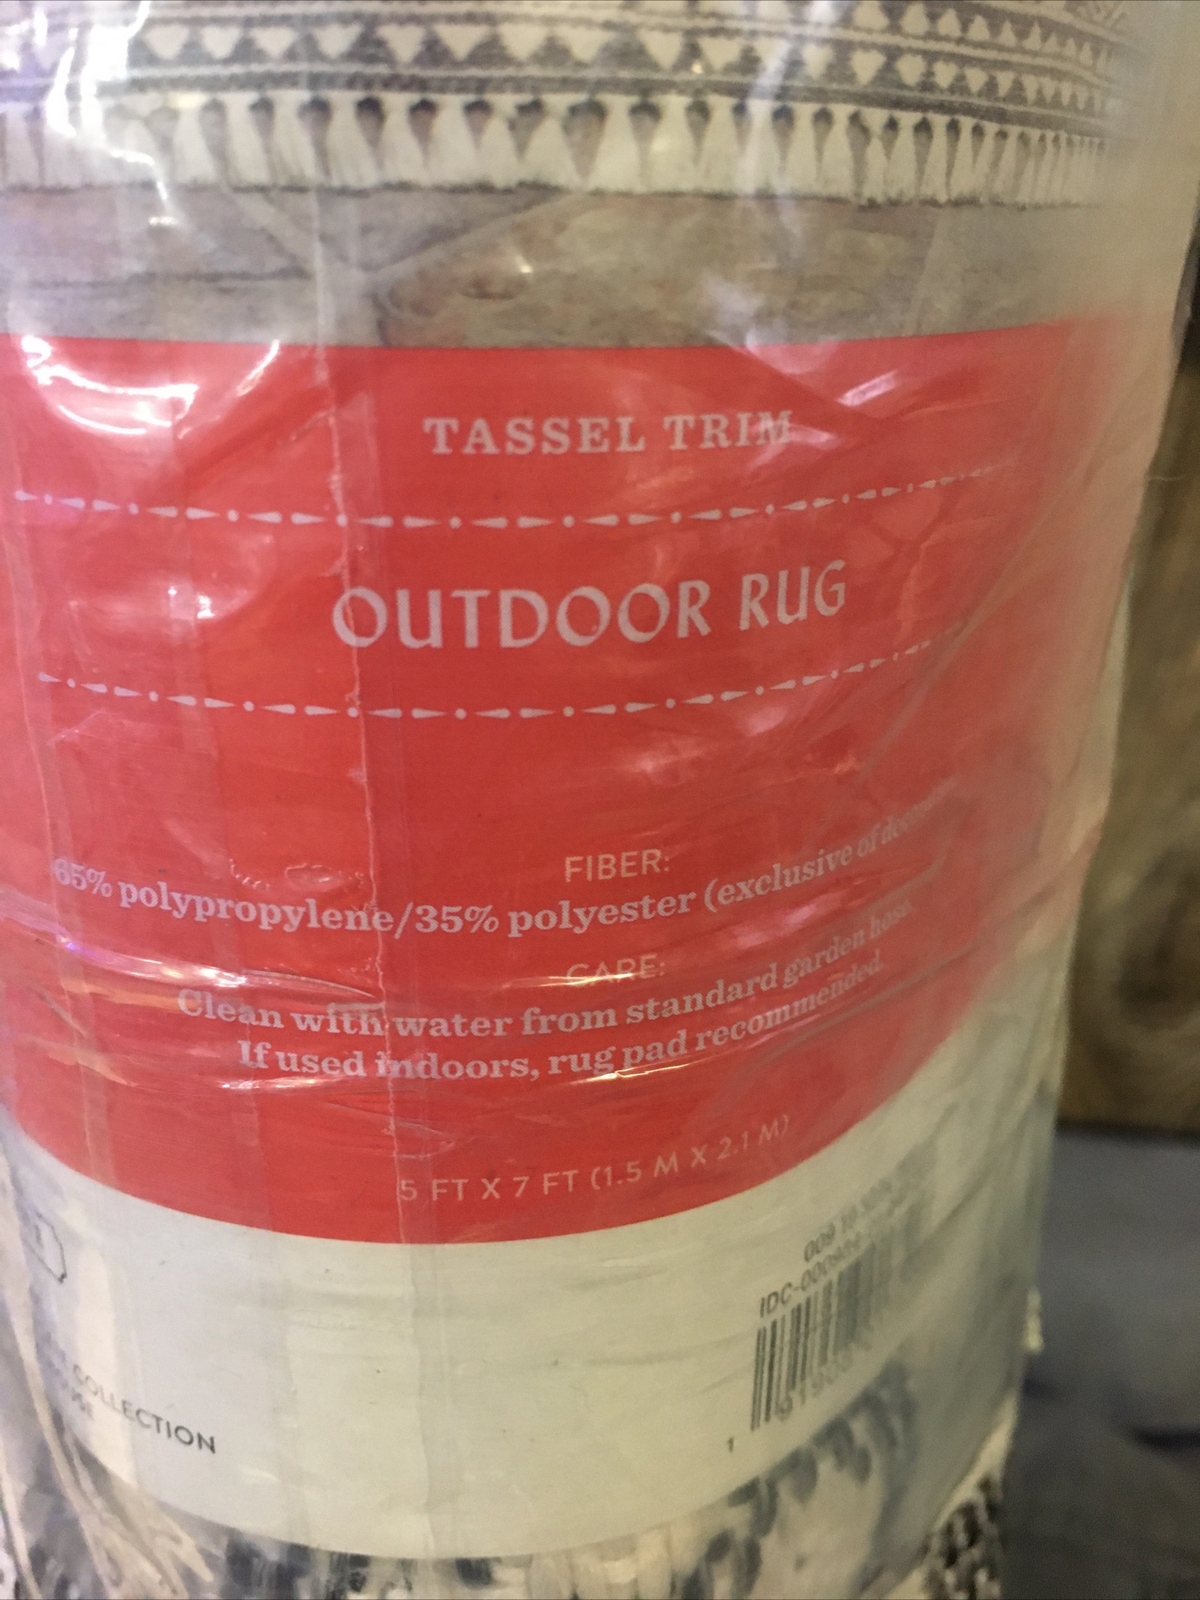 TASSEL TRIM
OUTDOOR RUG
FIBER:
65% polypropylene/35% polyester (exclusive of
CARE:
Clean with water from standard garden hose.
If used indoors, rug pad recommended.
5 FT X 7 FT (1.5 M X 2.1 M)
COLLECTION
1